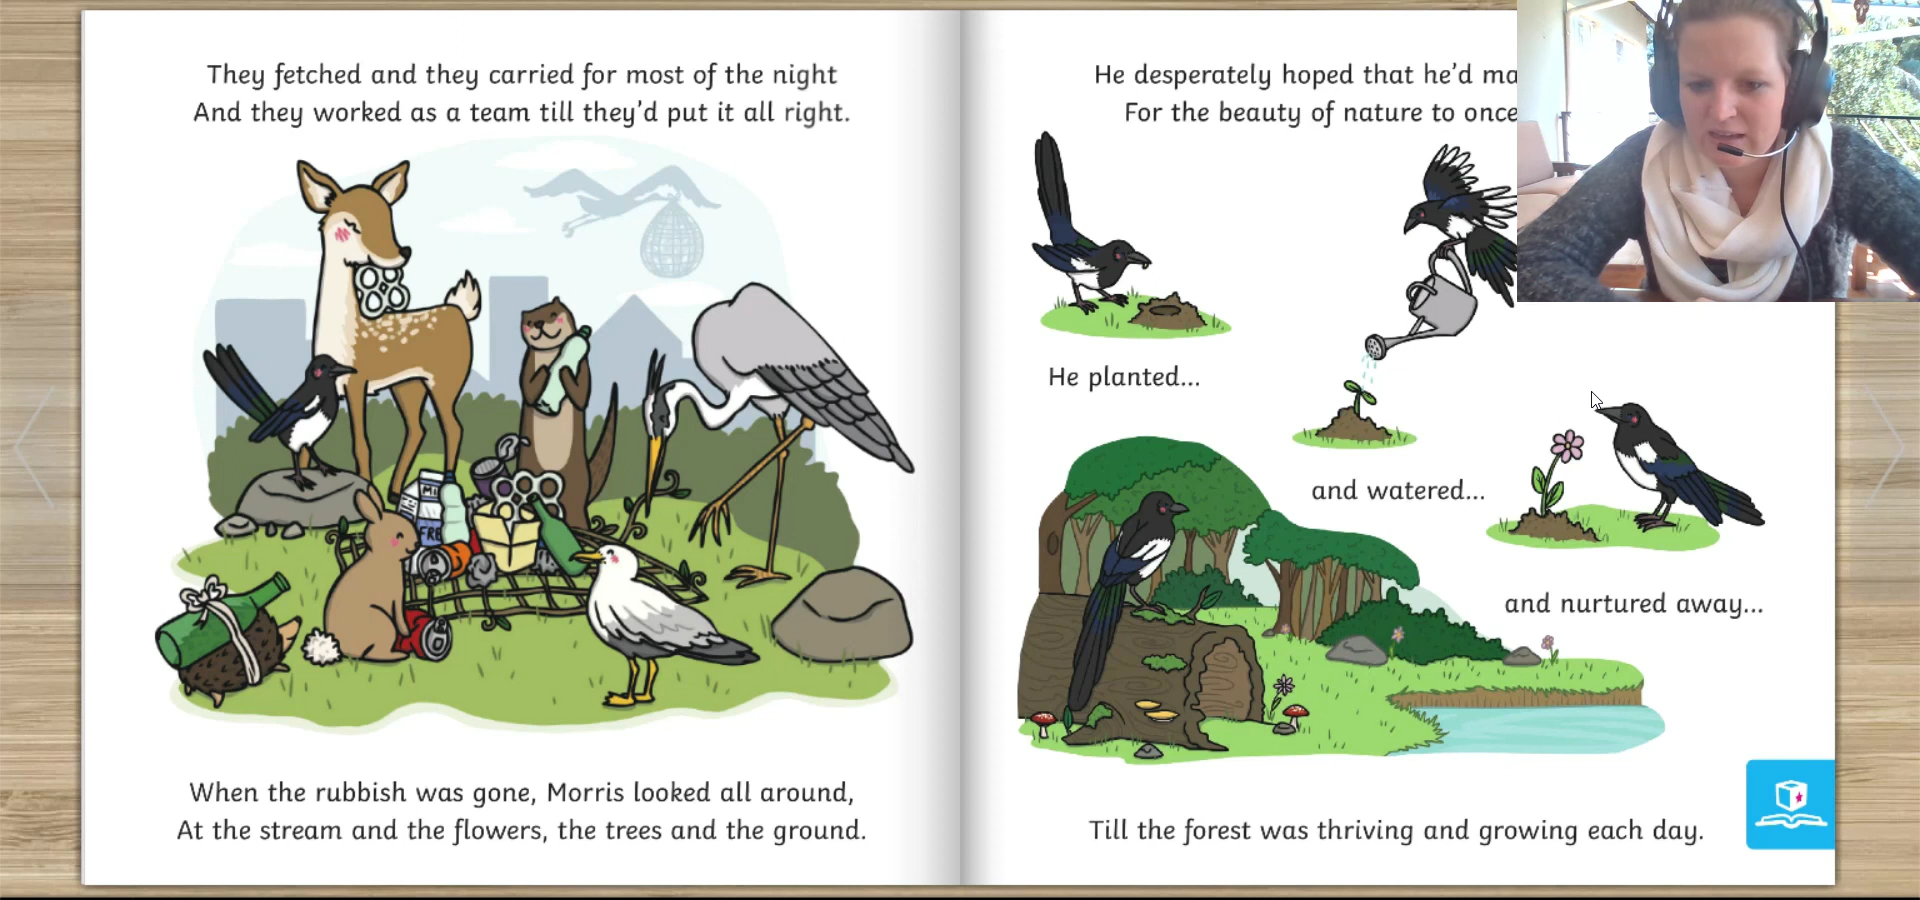 They fetched and they carried for most of the night
And they worked as a team till they'd put it all right.
When the rubbish was gone, Morris looked all around,
At the stream and the flowers, the trees and the ground.
He desperately hoped that he'd
For the beauty of nature to once
He planted...
and watered...
and nurtured away...
Till the forest was thriving and growing each day.